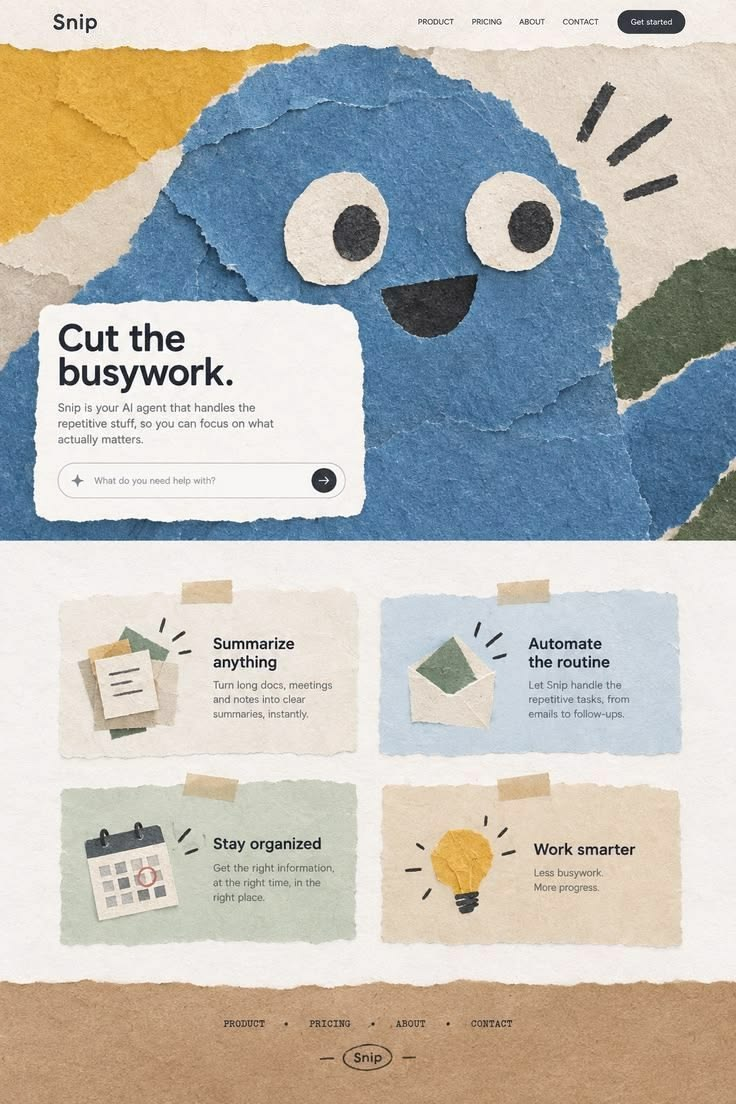 Snip
PRODUCT PRICING ABOUT CONTACT Get started
Cut the
busywork.
Snip is your AI agent that handles the
repetitive stuff, so you can focus on what
actually matters.
What do you need help with?
Summarize
anything
Turn long docs, meetings
and notes into clear
summaries, instantly.
Automate
the routine
Let Snip handle the
repetitive tasks, from
emails to follow-ups.
Stay organized
Get the right information,
at the right time, in the
right place.
Work smarter
Less busywork.
More progress.
PRODUCT • PRICING • ABOUT • CONTACT
Snip